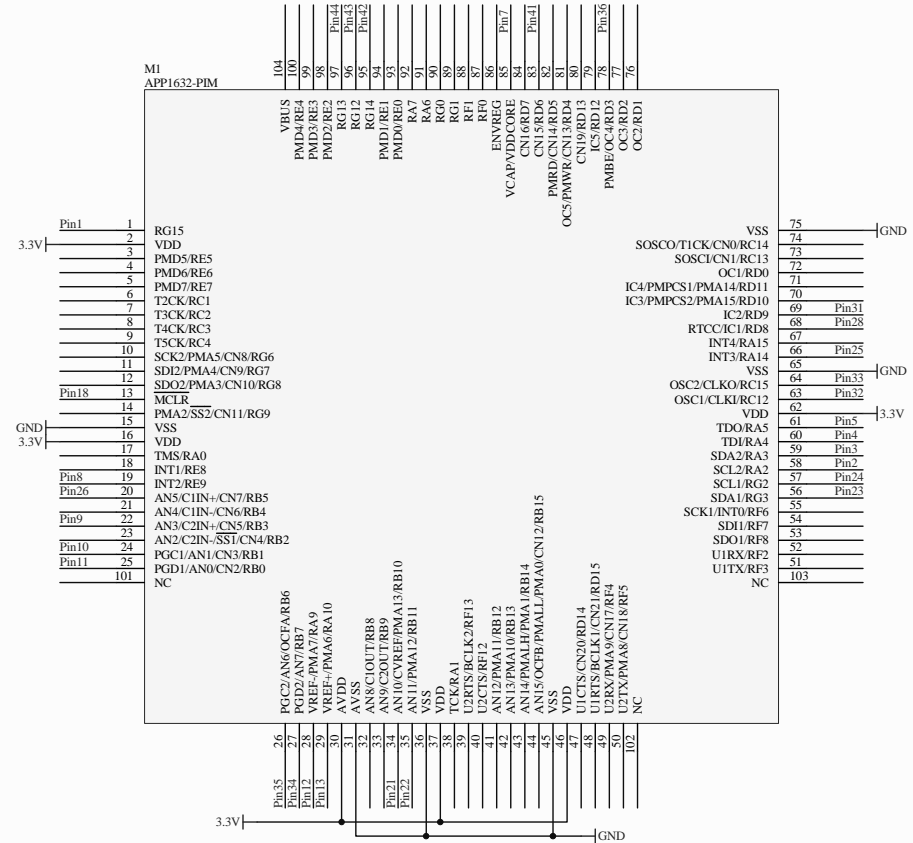 Pin44
Pin43
Pin42
Pin7
Pin41
Pin36
M1
APP1632-PIM
104
100
99
98
97
96
95
94
93
92
91
90
89
88
87
86
85
84
83
82
81
80
79
78
77
76
VBUS
PMD4/RE4
PMD3/RE3
PMD2/RE2
RG13
RG12
RG14
PMD1/RE1
PMD0/RE0
RA7
RA6
RG0
RG1
RF1
RF0
ENVREG
VCAP/VDDCORE
CN16/RD7
CN15/RD6
PMRD/CN14/RD5
OC5/PMWR/CN13/RD4
CN19/RD13
IC5/RD12
PMBE/OC4/RD3
OC3/RD2
OC2/RD1
Pin1 1 RG15
3.3V 2 VDD
3 PMD5/RE5
4 PMD6/RE6
5 PMD7/RE7
6 T2CK/RC1
7 T3CK/RC2
8 T4CK/RC3
9 T5CK/RC4
10 SCK2/PMA5/CN8/RG6
11 SDI2/PMA4/CN9/RG7
12 SDO2/PMA3/CN10/RG8
Pin18 13 MCLR
14 PMA2/SS2/CN11/RG9
GND 15 VSS
3.3V 16 VDD
17 TMS/RA0
18 INT1/RE8
Pin8 19 INT2/RE9
Pin26 20 AN5/C1IN+/CN7/RB5
21 AN4/C1IN-/CN6/RB4
Pin9 22 AN3/C2IN+/CN5/RB3
23 AN2/C2IN-/SS1/CN4/RB2
Pin10 24 PGC1/AN1/CN3/RB1
Pin11 25 PGD1/AN0/CN2/RB0
101 NC
VSS 75 GND
SOSCO/T1CK/CN0/RC14 74
SOSCI/CN1/RC13 73
OC1/RD0 72
IC4/PMPCS1/PMA14/RD11 71
IC3/PMPCS2/PMA15/RD10 70
IC2/RD9 69 Pin31
RTCC/IC1/RD8 68 Pin28
INT4/RA15 67
INT3/RA14 66 Pin25
VSS 65 GND
OSC2/CLKO/RC15 64 Pin33
OSC1/CLKI/RC12 63 Pin32
VDD 62 3.3V
TDO/RA5 61 Pin5
TDI/RA4 60 Pin4
SDA2/RA3 59 Pin3
SCL2/RA2 58 Pin2
SCL1/RG2 57 Pin24
SDA1/RG3 56 Pin23
SCK1/INT0/RF6 55
SDI1/RF7 54
SDO1/RF8 53
U1RX/RF2 52
U1TX/RF3 51
NC 103
PGC2/AN6/OCFA/RB6
PGD2/AN7/RB7
VREF-/PMA7/RA9
VREF+/PMA6/RA10
AVDD
AVSS
AN8/C1OUT/RB8
AN9/C2OUT/RB9
AN10/CVREF/PMA13/RB10
AN11/PMA12/RB11
VSS
VDD
TCK/RA1
U2RTS/BCLK2/RF13
U2CTS/RF12
AN12/PMA11/RB12
AN13/PMA10/RB13
AN14/PMALH/PMA1/RB14
AN15/OCFB/PMALL/PMA0/CN12/RB15
VSS
VDD
U1CTS/CN20/RD14
U1RTS/BCLK1/CN21/RD15
U2RX/PMA9/CN17/RF4
U2TX/PMA8/CN18/RF5
NC
26
27
28
29
30
31
32
33
34
35
36
37
38
39
40
41
42
43
44
45
46
47
48
49
50
102
Pin35
Pin34
Pin12
Pin13
Pin21
Pin22
3.3V
GND